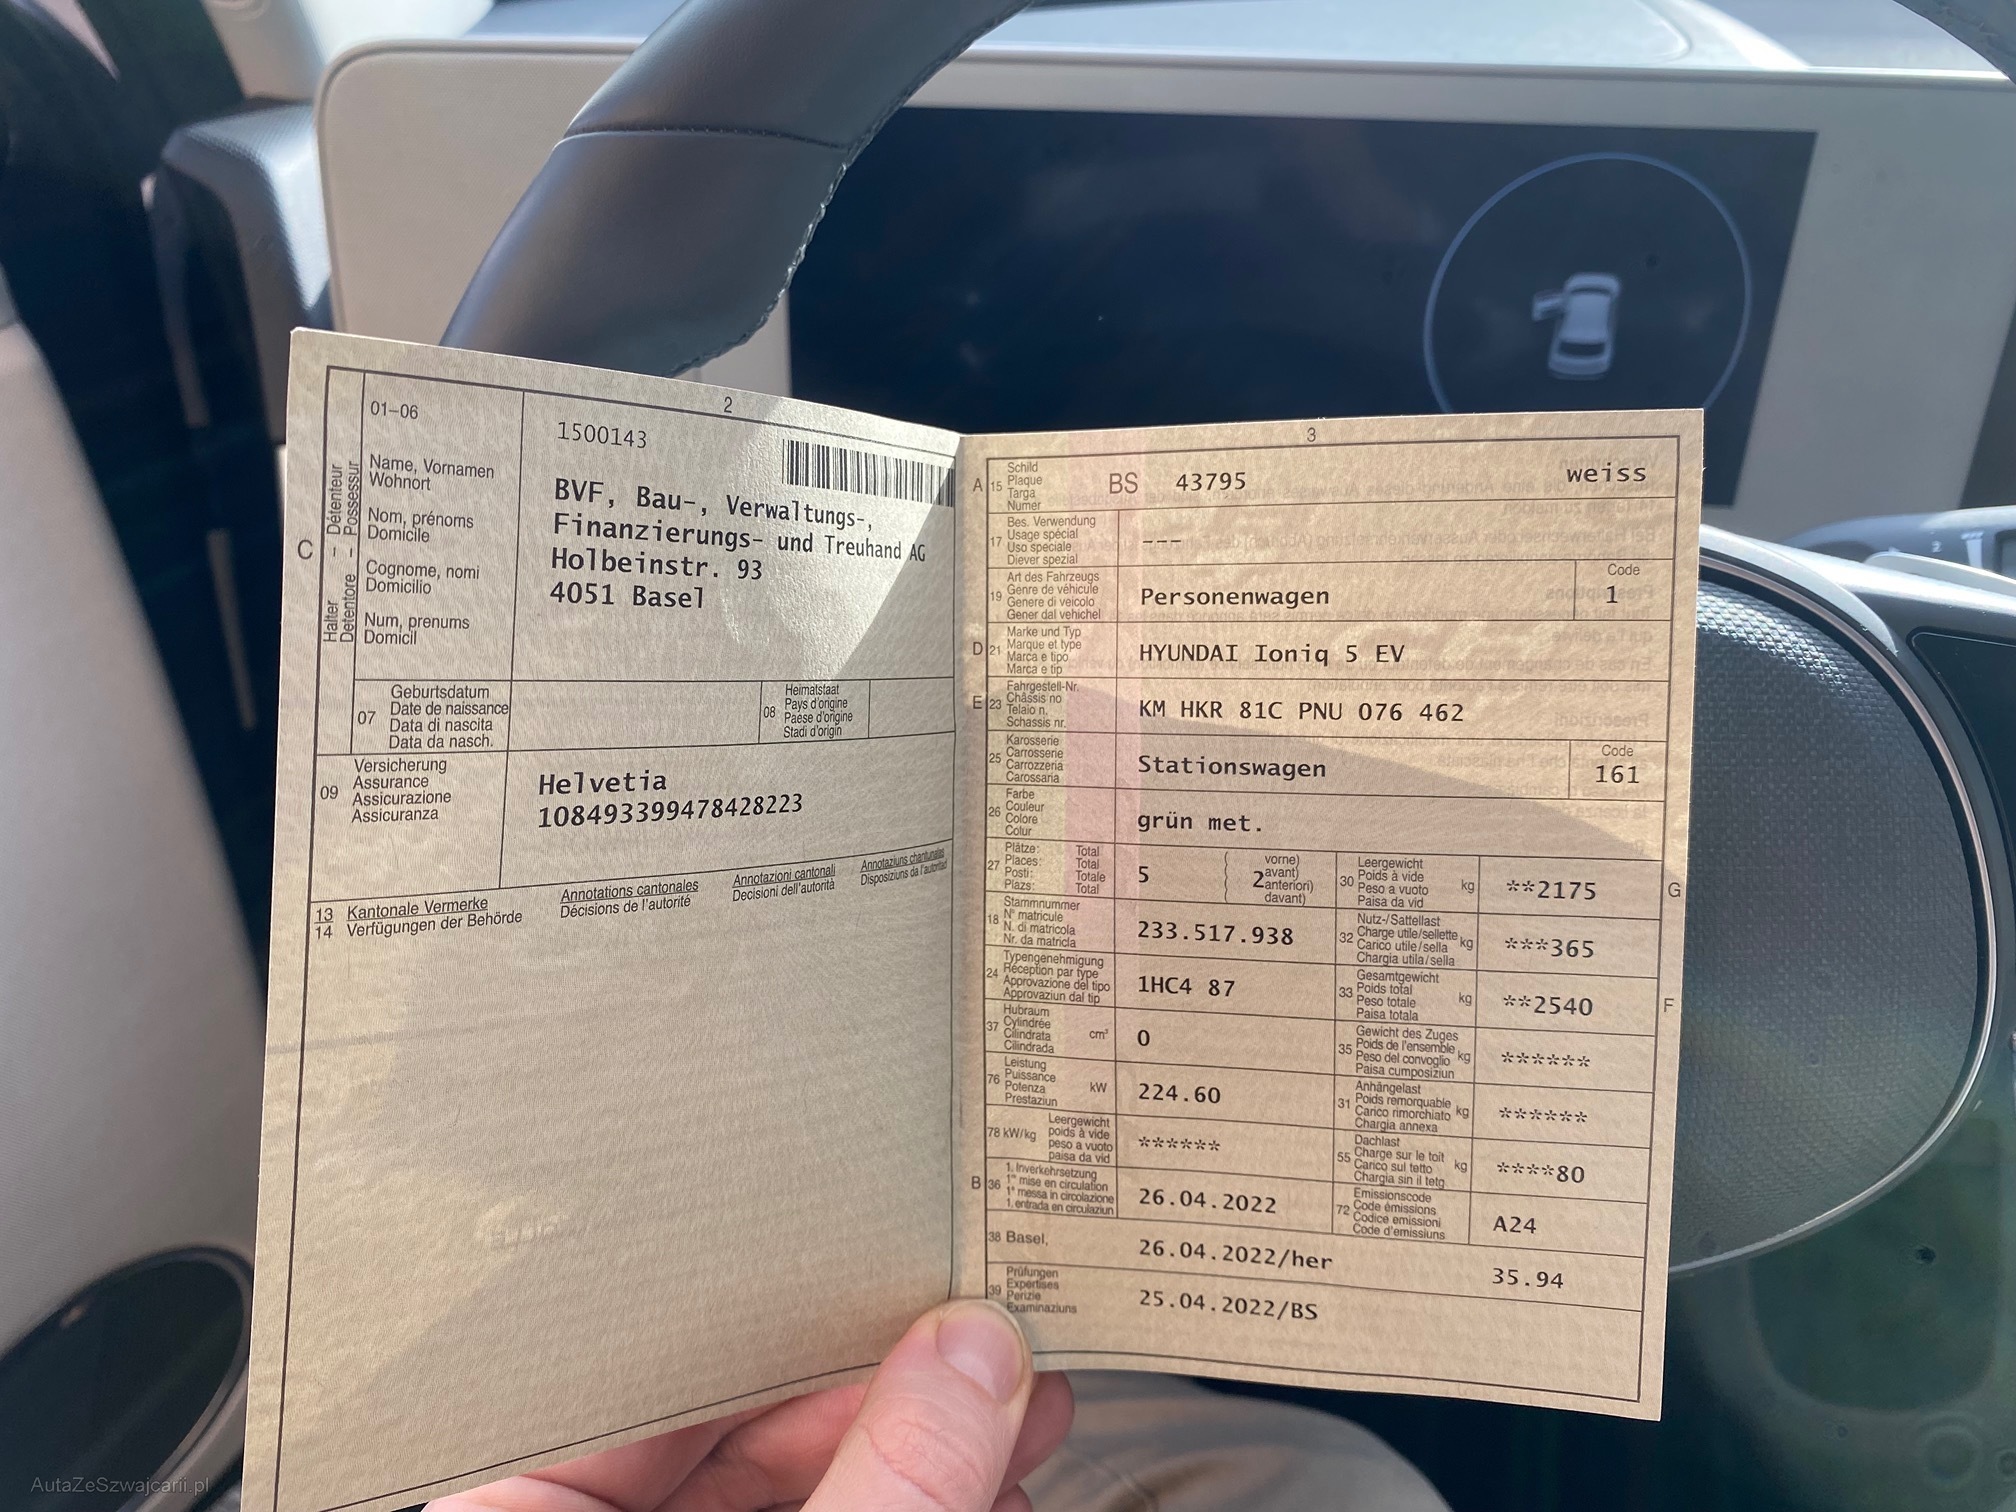 2
01–06
1500143
C
Halter – Détenteur
Detentore – Possesseur
Name, Vornamen
Wohnort
Nom, prénoms
Domicile
Cognome, nomi
Domicilio
Num, prenums
Domicil
BVF, Bau-, Verwaltungs-,
Finanzierungs- und Treuhand AG
Holbeinstr. 93
4051 Basel
07
Geburtsdatum
Date de naissance
Data di nascita
Data da nasch.
08
Heimatstaat
Pays d'origine
Paese d'origine
Stadi d'origin
09
Versicherung
Assurance
Assicurazione
Assicuranza
Helvetia
108493399478428223
13
14
Kantonale Vermerke
Verfügungen der Behörde
Annotations cantonales
Décisions de l'autorité
Annotazioni cantonali
Decisioni dell'autorità
Annotaziuns chantunalas
Disposiziuns da l'autoritad
3
A 15
Schild
Plaque
Targa
Numer
BS 43795 weiss
17
Bes. Verwendung
Usage spécial
Uso speciale
Diever spezial
---
19
Art des Fahrzeugs
Genre de véhicule
Genere di veicolo
Gener dal vehichel
Personenwagen
Code
1
D 21
Marke und Typ
Marque et type
Marca e tipo
Marca e tip
HYUNDAI Ioniq 5 EV
E 23
Fahrgestell-Nr.
Châssis no
Telaio n.
Schassis nr.
KM HKR 81C PNU 076 462
25
Karosserie
Carrosserie
Carrozzeria
Carossaria
Stationswagen
Code
161
26
Farbe
Couleur
Colore
Colur
grün met.
27
Plätze: Total
Places: Total
Posti: Totale
Plazs: Total
5
2
vorne)
avant)
anteriori)
davant)
30
Leergewicht
Poids à vide
Peso a vuoto
Paisa da vid
kg
**2175
G
18
Stammnummer
N° matricule
N. di matricola
Nr. da matricla
233.517.938
32
Nutz-/Sattellast
Charge utile/sellette
Carico utile/sella
Chargia utila/sella
kg
***365
24
Typengenehmigung
Réception par type
Approvazione del tipo
Approvaziun dal tip
1HC4 87
33
Gesamtgewicht
Poids total
Peso totale
Paisa totala
kg
**2540
F
37
Hubraum
Cylindrée
Cilindrata
Cilindrada
cm³
0
35
Gewicht des Zuges
Poids de l'ensemble
Peso del convoglio
Paisa cumposiziun
kg
******
76
Leistung
Puissance
Potenza
Prestaziun
kW
224.60
31
Anhängelast
Poids remorquable
Carico rimorchiato
Chargia annexa
kg
******
78 kW/kg
Leergewicht
poids à vide
peso a vuoto
paisa da vid
******
55
Dachlast
Charge sur le toit
Carico sul tetto
Chargia sin il tetg
kg
****80
B 36
1. Inverkehrsetzung
1re mise en circulation
1a messa in circolazione
1. entrada en circulaziun
26.04.2022
72
Emissionscode
Code émissions
Codice emissioni
Code d'emissiuns
A24
38 Basel,
26.04.2022/her
35.94
39
Prüfungen
Expertises
Perizie
Examinaziuns
25.04.2022/BS
AutaZeSzwajcarii.pl